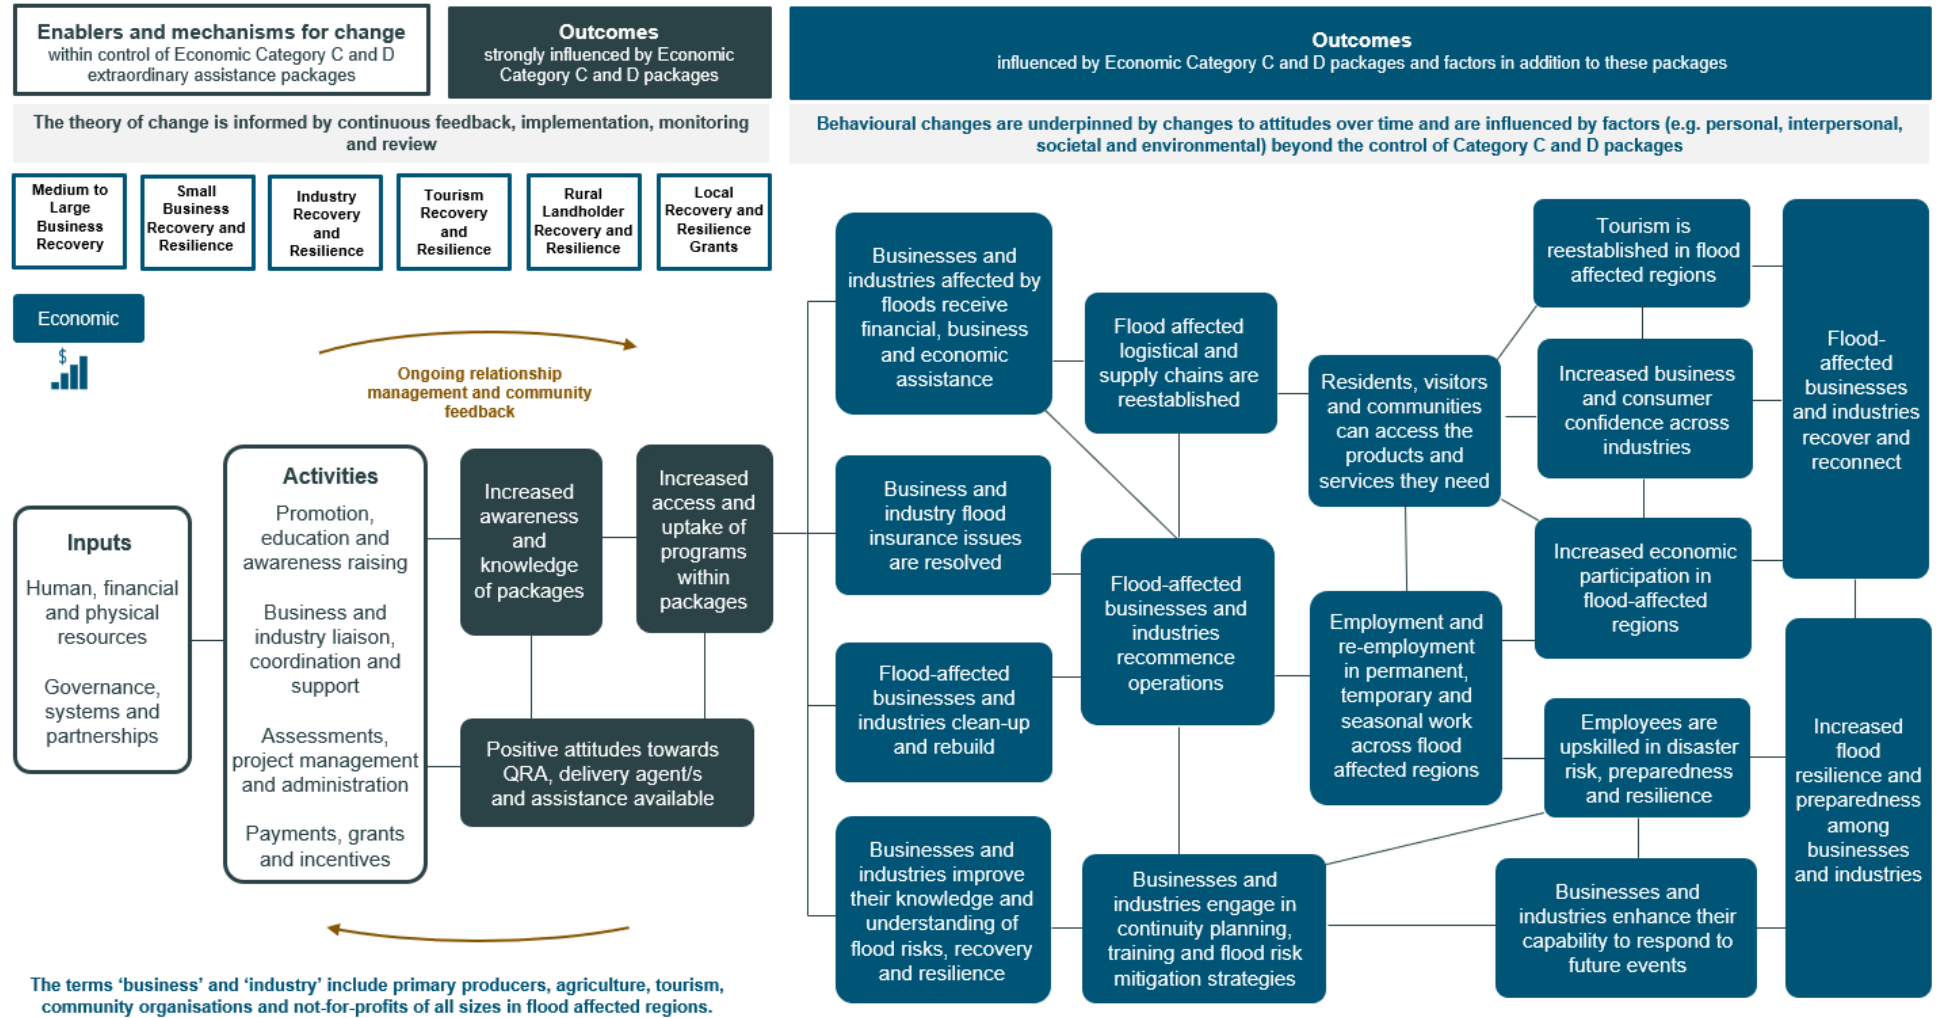 Enablers and mechanisms for change
within control of Economic Category C and D
extraordinary assistance packages
Outcomes
strongly influenced by Economic
Category C and D packages
Outcomes
influenced by Economic Category C and D packages and factors in addition to these packages
The theory of change is informed by continuous feedback, implementation, monitoring
and review
Behavioural changes are underpinned by changes to attitudes over time and are influenced by factors (e.g. personal, interpersonal,
societal and environmental) beyond the control of Category C and D packages
Medium to
Large
Business
Recovery
Small
Business
Recovery and
Resilience
Industry
Recovery
and
Resilience
Tourism
Recovery
and
Resilience
Rural
Landholder
Recovery and
Resilience
Local
Recovery and
Resilience
Grants
Economic
$
Ongoing relationship
management and community
feedback
Inputs
Human, financial
and physical
resources
Governance,
systems and
partnerships
Activities
Promotion,
education and
awareness raising
Business and
industry liaison,
coordination and
support
Assessments,
project management
and administration
Payments, grants
and incentives
Increased
awareness
and
knowledge
of packages
Increased
access and
uptake of
programs
within
packages
Positive attitudes towards
QRA, delivery agent/s
and assistance available
Businesses and
industries affected by
floods receive
financial, business
and economic
assistance
Business and
industry flood
insurance issues
are resolved
Flood-affected
businesses and
industries clean-up
and rebuild
Businesses and
industries improve
their knowledge and
understanding of
flood risks, recovery
and resilience
Flood affected
logistical and
supply chains are
reestablished
Flood-affected
businesses and
industries
recommence
operations
Businesses and
industries engage in
continuity planning,
training and flood risk
mitigation strategies
Residents, visitors
and communities
can access the
products and
services they need
Employment and
re-employment
in permanent,
temporary and
seasonal work
across flood
affected regions
Tourism is
reestablished in flood
affected regions
Increased business
and consumer
confidence across
industries
Increased economic
participation in
flood-affected
regions
Employees are
upskilled in disaster
risk, preparedness
and resilience
Businesses and
industries enhance their
capability to respond to
future events
Flood-
affected
businesses
and industries
recover and
reconnect
Increased
flood
resilience and
preparedness
among
businesses
and industries
The terms ‘business’ and ‘industry’ include primary producers, agriculture, tourism,
community organisations and not-for-profits of all sizes in flood affected regions.